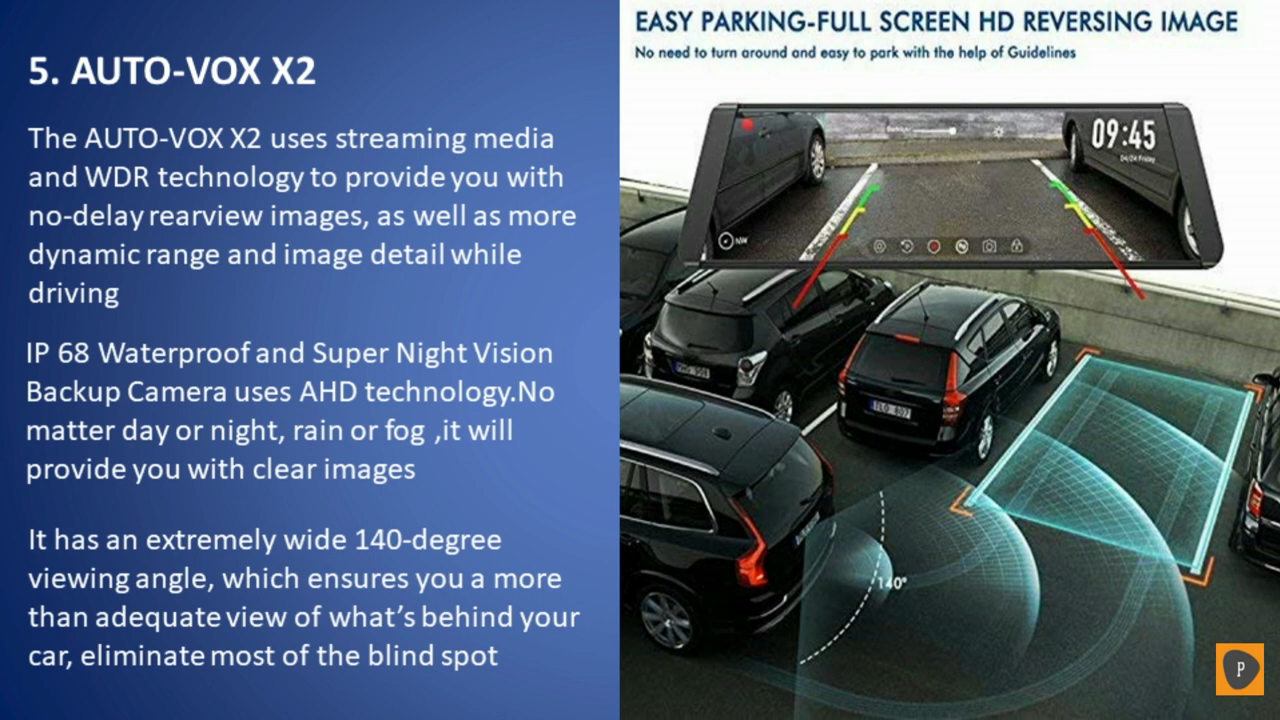 5. AUTO-VOX X2
The AUTO-VOX X2 uses streaming media
and WDR technology to provide you with
no-delay rearview images, as well as more
dynamic range and image detail while
driving
IP 68 Waterproof and Super Night Vision
Backup Camera uses AHD technology.No
matter day or night, rain or fog ,it will
provide you with clear images
It has an extremely wide 140-degree
viewing angle, which ensures you a more
than adequate view of what’s behind your
car, eliminate most of the blind spot
EASY PARKING-FULL SCREEN HD REVERSING IMAGE
No need to turn around and easy to park with the help of Guidelines
09:45
Friday
NW
140°
P